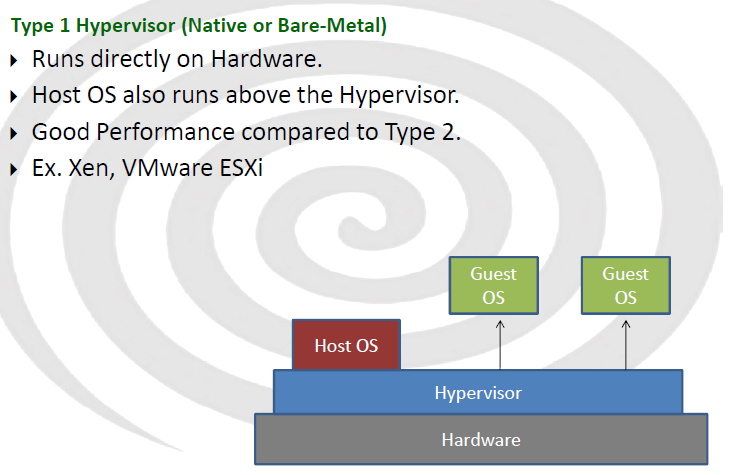 Type 1 Hypervisor (Native or Bare-Metal)
Runs directly on Hardware.
Host OS also runs above the Hypervisor.
Good Performance compared to Type 2.
Ex. Xen, VMware ESXi
Guest
OS
Guest
OS
Host OS
Hypervisor
Hardware